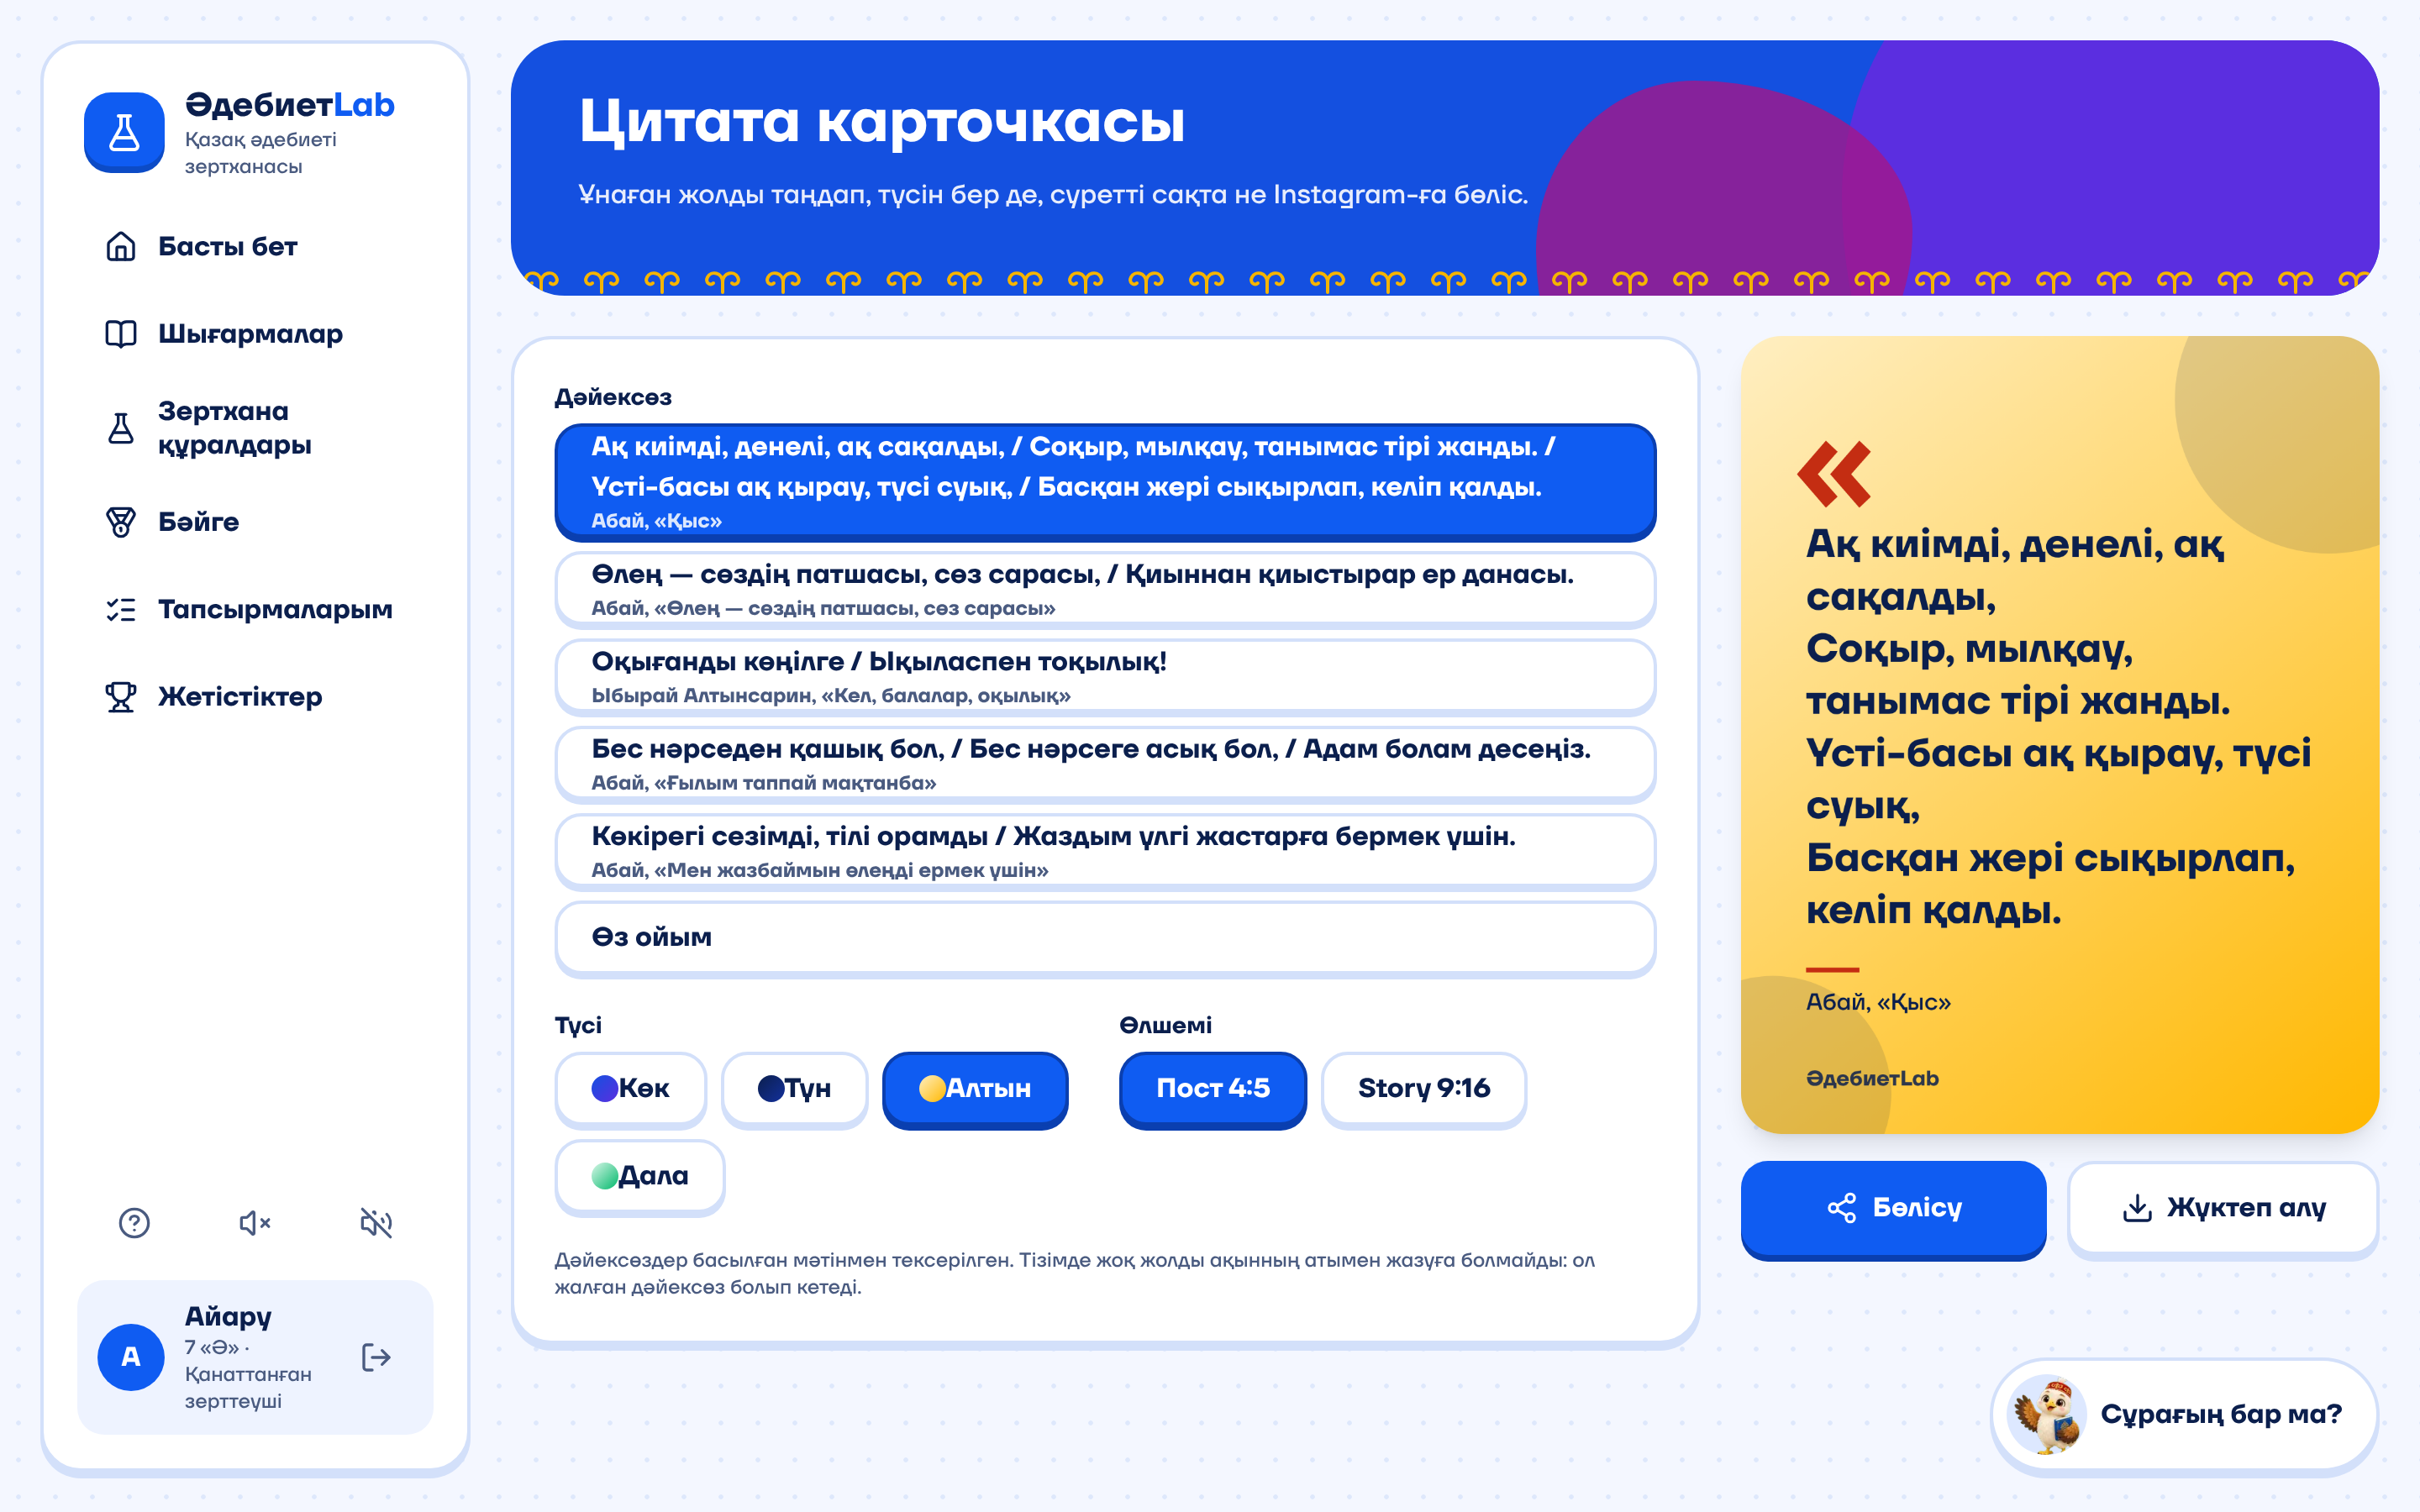 ӘдебиетLab
Қазақ әдебиеті
зертханасы
Басты бет
Шығармалар
Зертхана
құралдары
Бәйге
Тапсырмаларым
Жетістіктер
А
Айару
7 «Ә» ·
Қанаттанған
зерттеуші
Цитата карточкасы
Ұнаған жолды таңдап, түсін бер де, суретті сақта не Instagram-ға бөліс.
Дәйексөз
Ақ киімді, денелі, ақ сақалды, / Соқыр, мылқау, танымас тірі жанды. /
Үсті-басы ақ қырау, түсі суық, / Басқан жері сықырлап, келіп қалды.
Абай, «Қыс»
Өлең — сөздің патшасы, сөз сарасы, / Қиыннан қиыстырар ер данасы.
Абай, «Өлең — сөздің патшасы, сөз сарасы»
Оқығанды көңілге / Ықыласпен тоқылық!
Ыбырай Алтынсарин, «Кел, балалар, оқылық»
Бес нәрседен қашық бол, / Бес нәрсеге асық бол, / Адам болам десеңіз.
Абай, «Ғылым таппай мақтанба»
Көкірегі сезімді, тілі орамды / Жаздым үлгі жастарға бермек үшін.
Абай, «Мен жазбаймын өлеңді ермек үшін»
Өз ойым
Түсі
Көк
Түн
Алтын
Дала
Өлшемі
Пост 4:5
Story 9:16
Дәйексөздер басылған мәтінмен тексерілген. Тізімде жоқ жолды ақынның атымен жазуға болмайды: ол
жалған дәйексөз болып кетеді.
«
Ақ киімді, денелі, ақ
сақалды,
Соқыр, мылқау,
танымас тірі жанды.
Үсті-басы ақ қырау, түсі
суық,
Басқан жері сықырлап,
келіп қалды.
Абай, «Қыс»
ӘдебиетLab
Бөлісу
Жүктеп алу
Сұрағың бар ма?